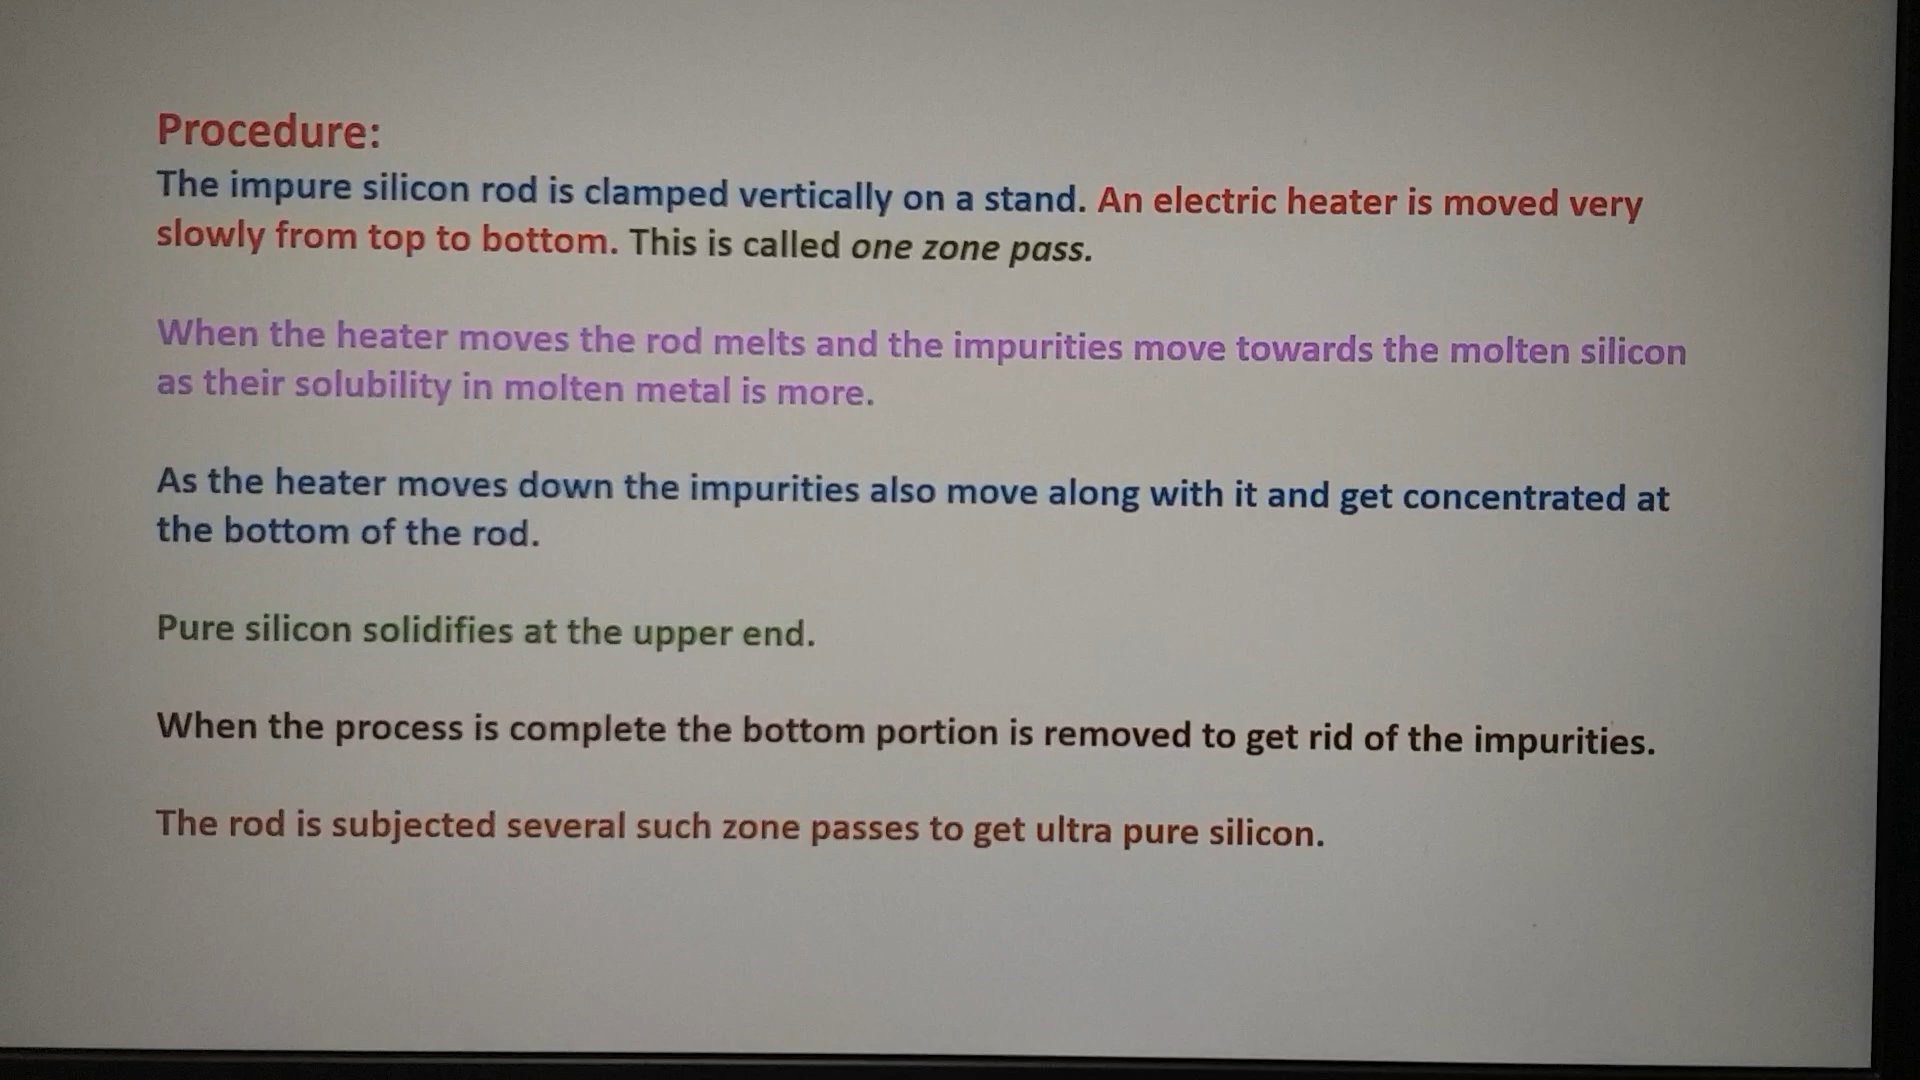 Procedure:
The impure silicon rod is clamped vertically on a stand. An electric heater is moved very
slowly from top to bottom. This is called one zone pass.
When the heater moves the rod melts and the impurities move towards the molten silicon
as their solubility in molten metal is more.
As the heater moves down the impurities also move along with it and get concentrated at
the bottom of the rod.
Pure silicon solidifies at the upper end.
When the process is complete the bottom portion is removed to get rid of the impurities.
The rod is subjected several such zone passes to get ultra pure silicon.